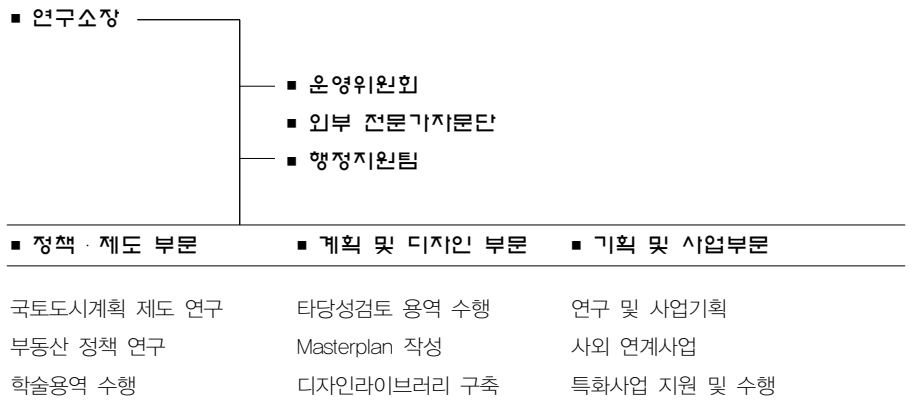 ▪ 연구소장
▪ 운영위원회
▪ 외부 전문가자문단
▪ 행정지원팀
▪ 정책·제도 부문 ▪ 계획 및 디자인 부문 ▪ 기획 및 사업부문
국토도시계획 제도 연구 타당성검토 용역 수행 연구 및 사업기획
부동산 정책 연구 Masterplan 작성 사외 연계사업
학술용역 수행 디자인라이브러리 구축 특화사업 지원 및 수행